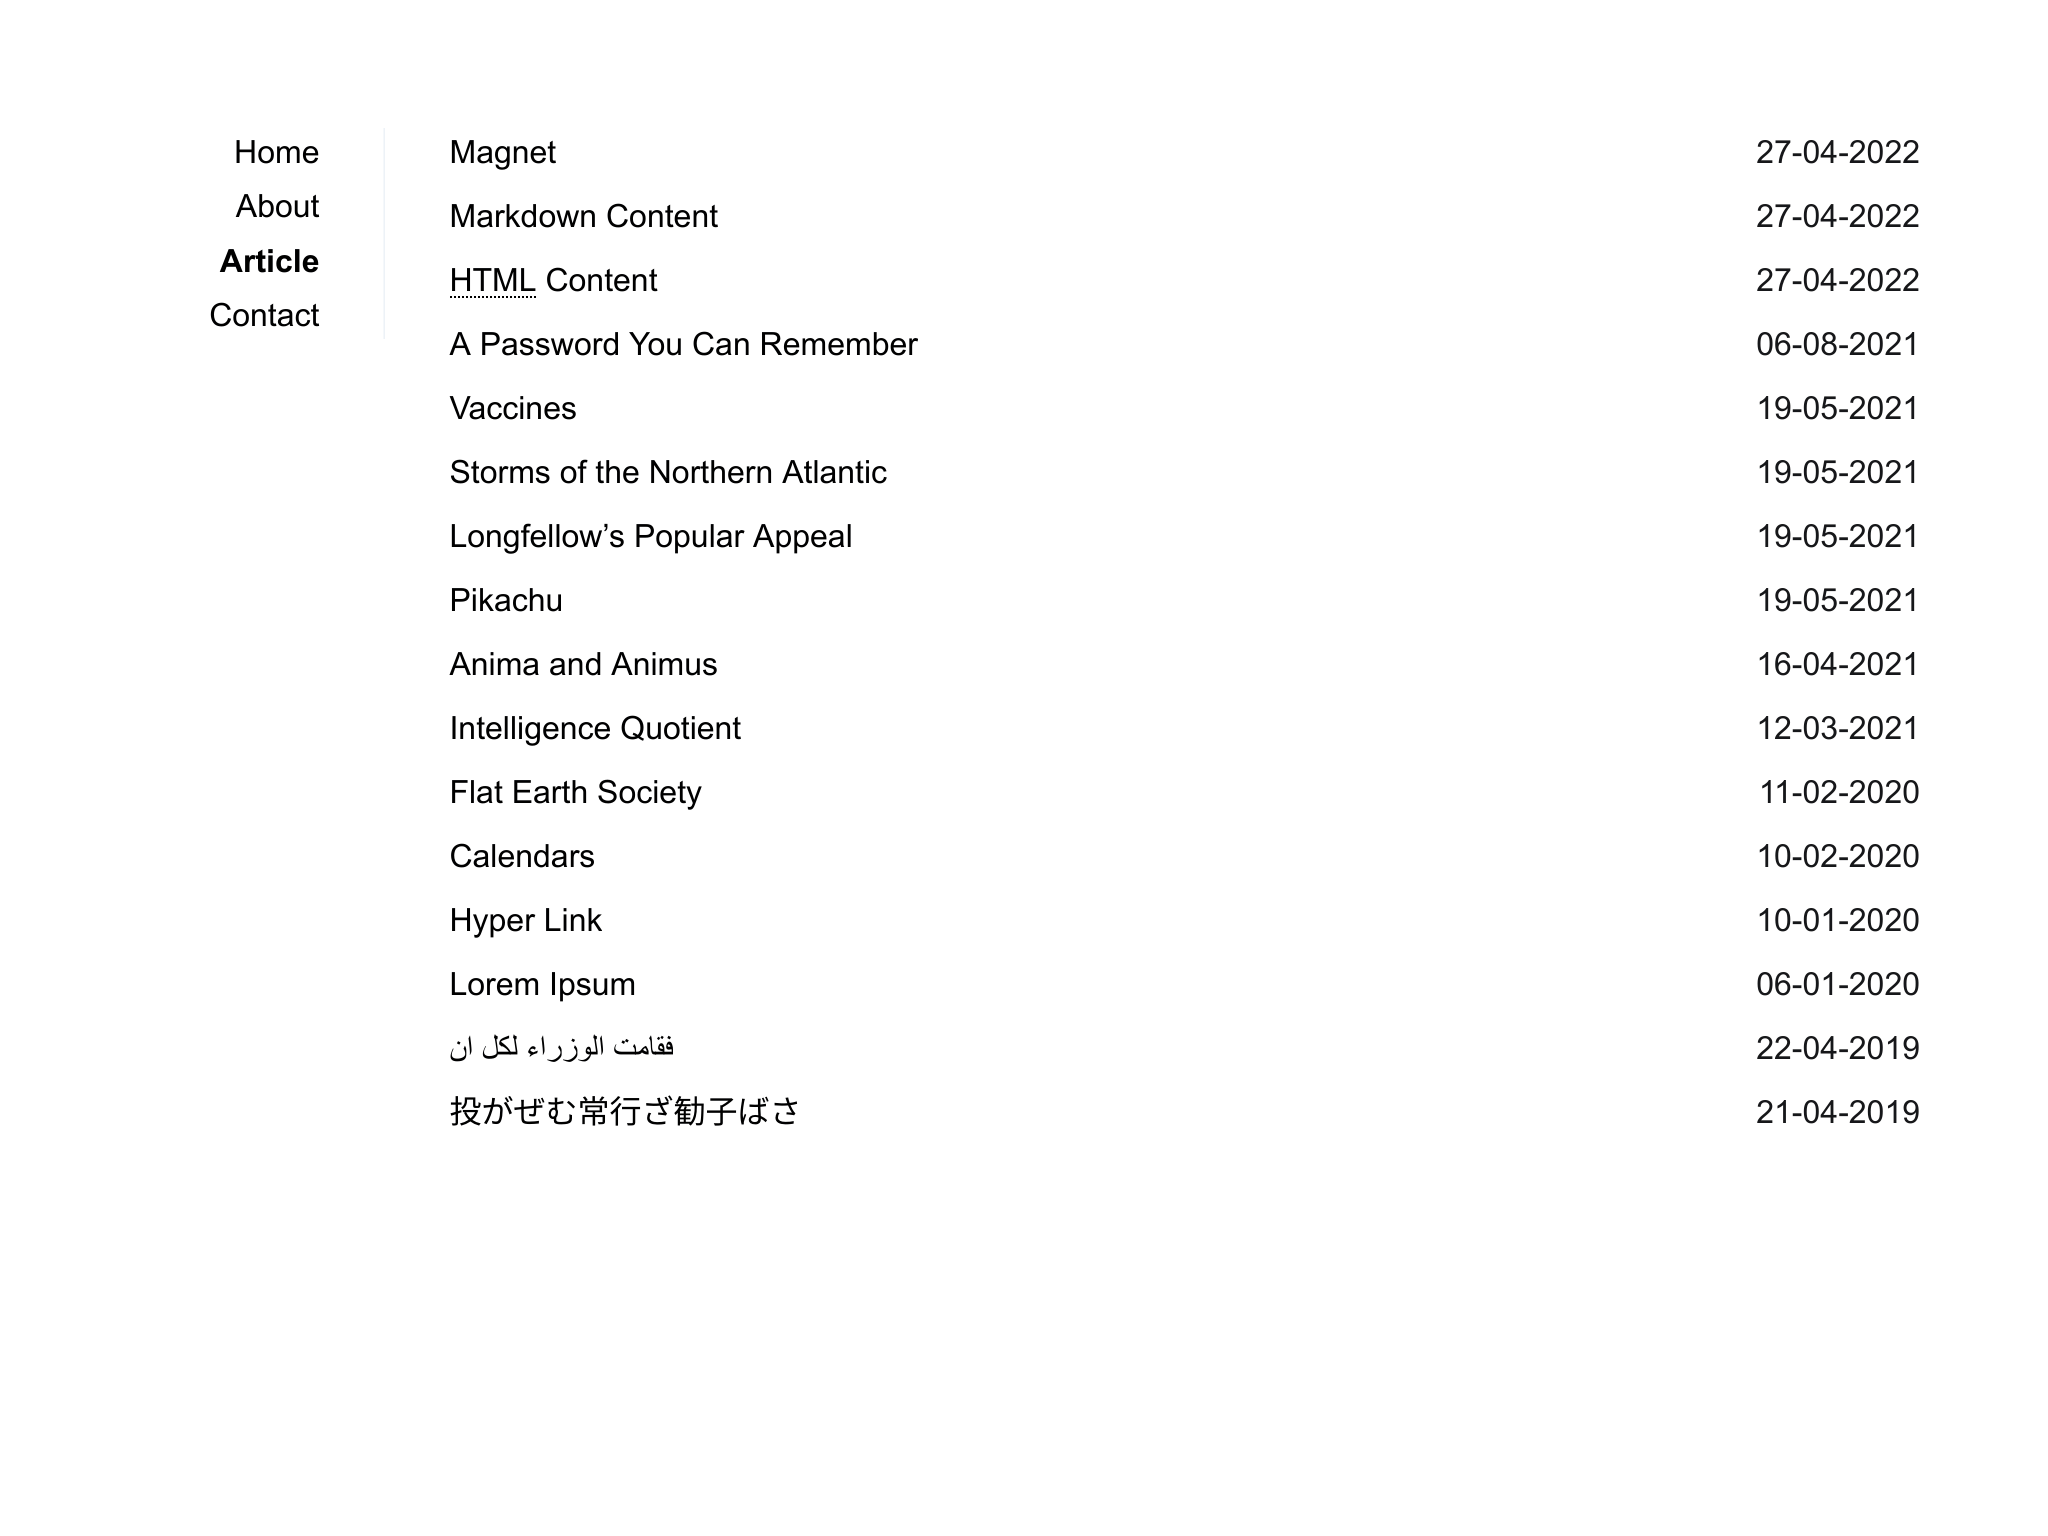 Home
About
Article
Contact
Magnet 27-04-2022
Markdown Content 27-04-2022
HTML Content 27-04-2022
A Password You Can Remember 06-08-2021
Vaccines 19-05-2021
Storms of the Northern Atlantic 19-05-2021
Longfellow’s Popular Appeal 19-05-2021
Pikachu 19-05-2021
Anima and Animus 16-04-2021
Intelligence Quotient 12-03-2021
Flat Earth Society 11-02-2020
Calendars 10-02-2020
Hyper Link 10-01-2020
Lorem Ipsum 06-01-2020
فقامت الوزراء لكل ان 22-04-2019
投がぜむ常行ざ勧子ばさ 21-04-2019